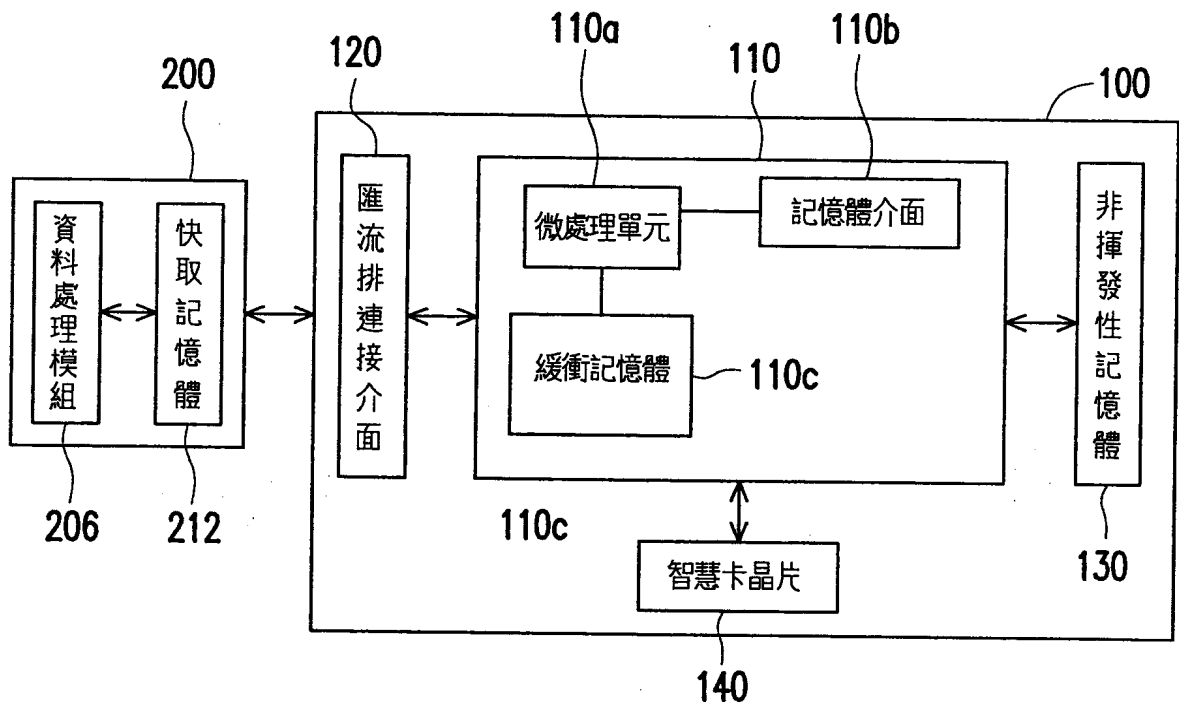 110a
110b
120
110
200
100
匯流排連接介面
微處理單元
記憶體介面
非揮發性記憶體
資料處理模組
快取記憶體
緩衝記憶體
110c
206
212
110c
130
智慧卡晶片
140